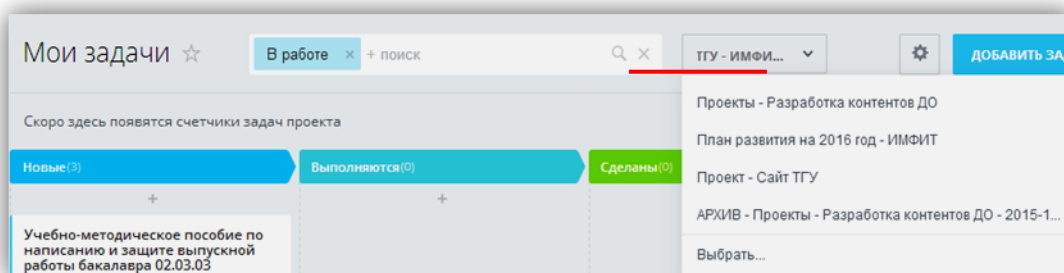 Мои задачи
В работе × + поиск
ТГУ - ИМФИ...
ДОБАВИТЬ ЗА
Скоро здесь появятся счетчики задач проекта
Проекты - Разработка контентов ДО
План развития на 2016 год - ИМФИТ
Проект - Сайт ТГУ
АРХИВ - Проекты - Разработка контентов ДО - 2015-1...
Выбрать...
Новые(3)
Выполняются(0)
Сделаны(0)
+
+
Учебно-методическое пособие по
написанию и защите выпускной
работы бакалавра 02.03.03